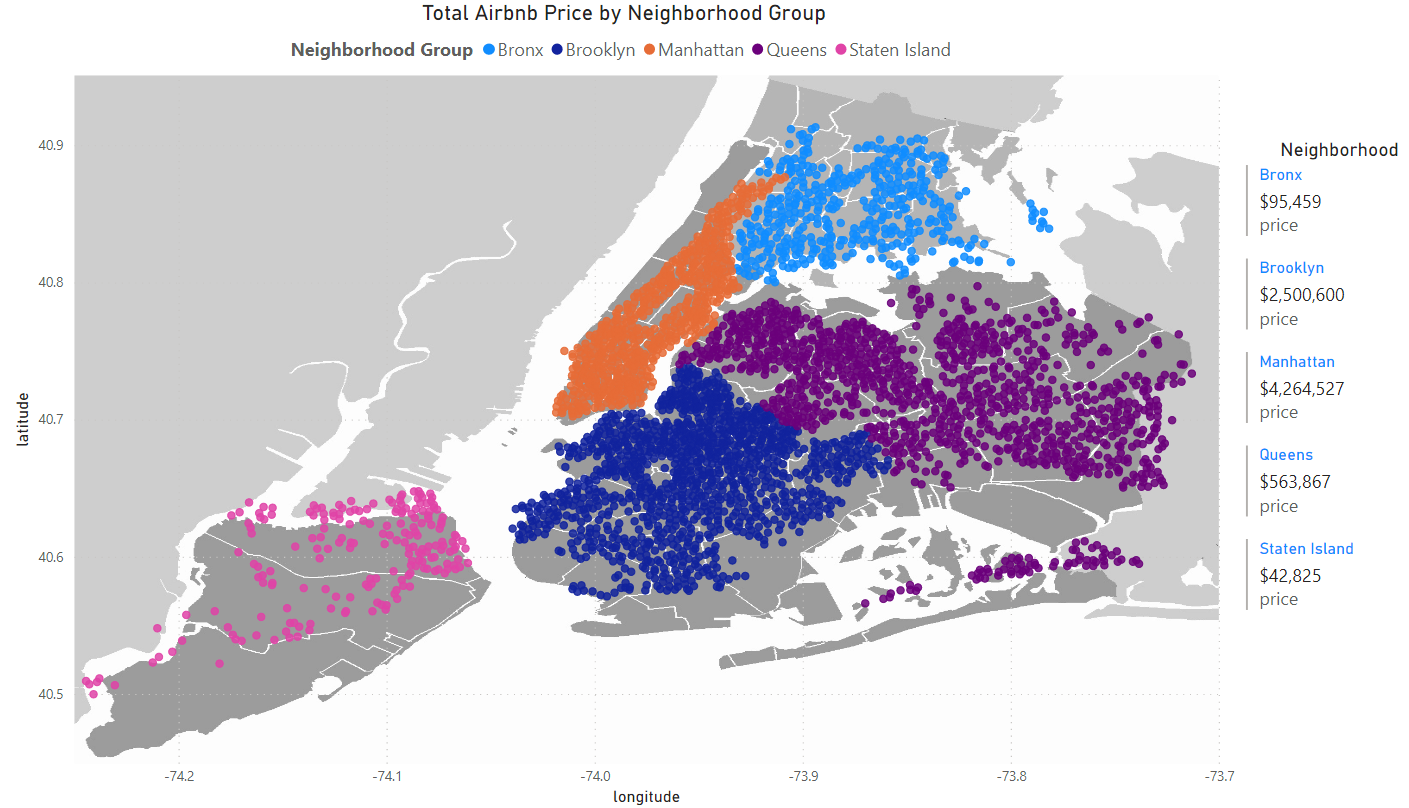 Total Airbnb Price by Neighborhood Group
Neighborhood Group Bronx Brooklyn Manhattan Queens Staten Island
Neighborhood
Bronx
$95,459
price
Brooklyn
$2,500,600
price
Manhattan
$4,264,527
price
Queens
$563,867
price
Staten Island
$42,825
price
latitude
40.9
40.8
40.7
40.6
40.5
-74.2 -74.1 -74.0 -73.9 -73.8 -73.7
longitude